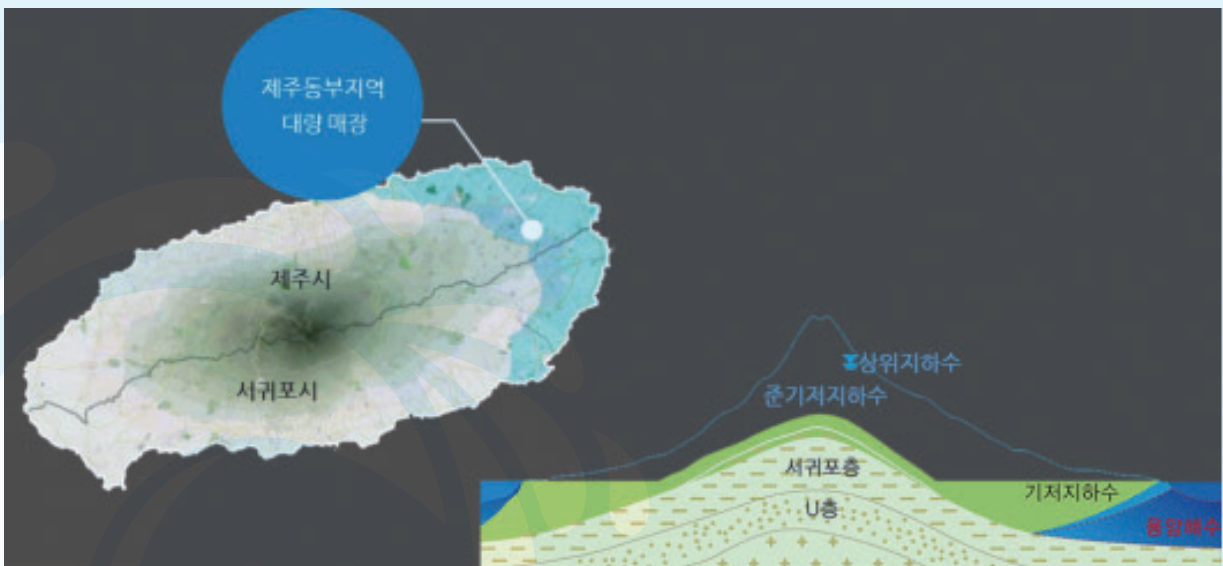 제주동부지역
대량 매장
제주시
서귀포시
상위지하수
준기저지하수
서귀포층
기저지하수
U층
용암해수